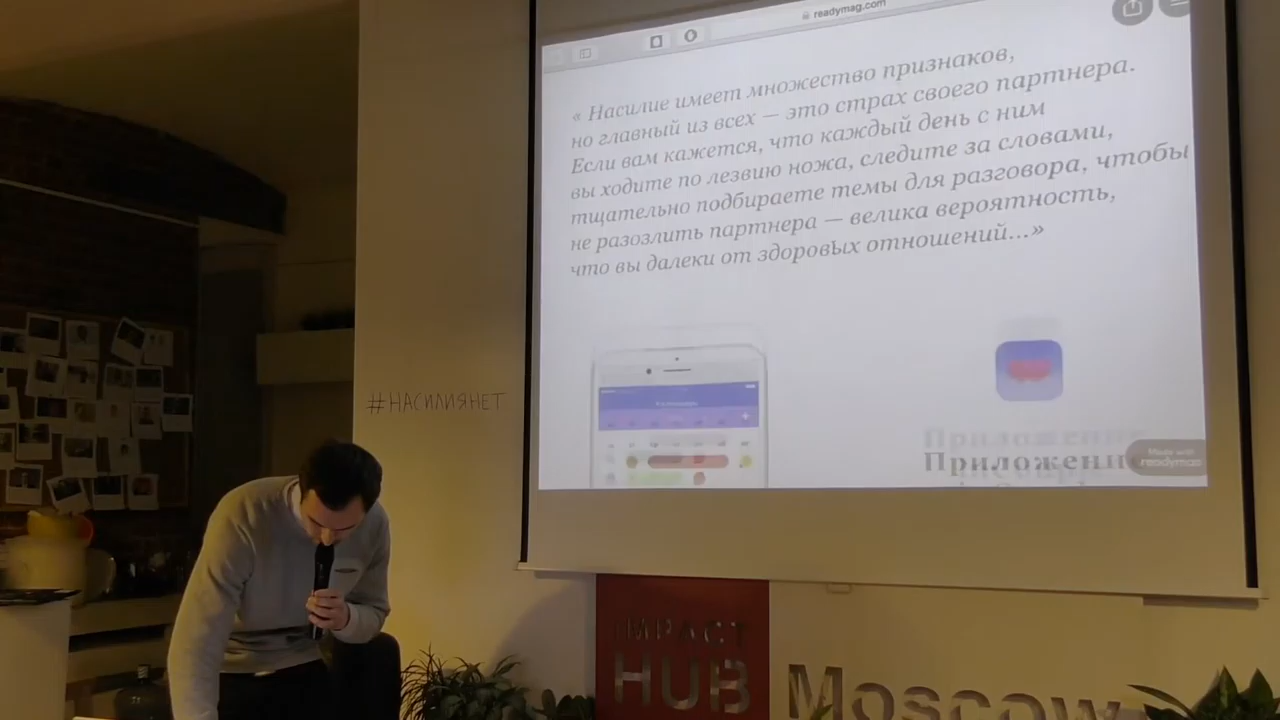 readymag.com
« Насилие имеет множество признаков,
но главный из всех — это страх своего партнера.
Если вам кажется, что каждый день с ним
вы ходите по лезвию ножа, следите за словами,
тщательно подбираете темы для разговора, чтобы
не разозлить партнера — велика вероятность,
что вы далеки от здоровых отношений...»
Приложение
Made with
readymag
#НАСИЛИЯНЕТ
IMPACT
HUB
Moscow